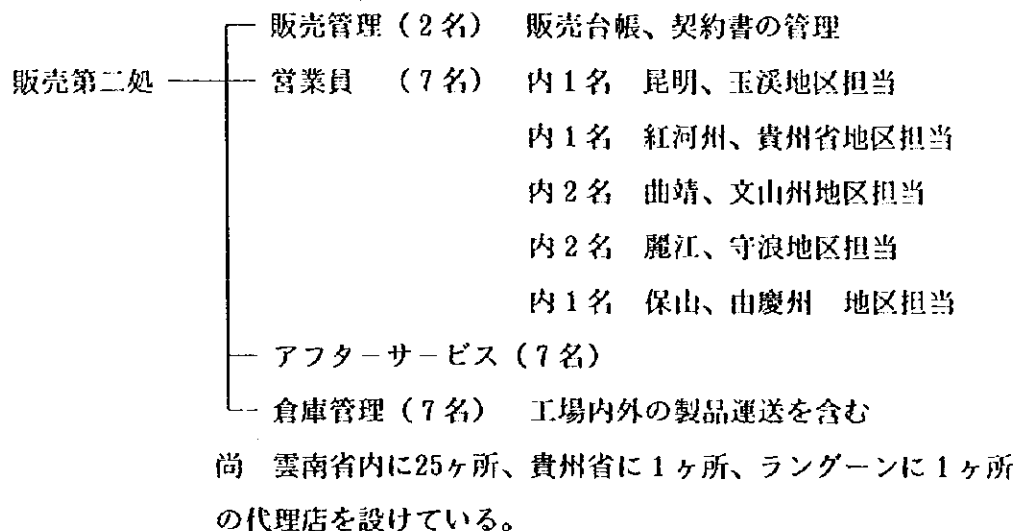 販売管理（2名）　販売台帳、契約書の管理
販売第二処　営業員　（7名）　内1名　昆明、玉溪地区担当
内1名　紅河州、貴州省地区担当
内2名　曲靖、文山州地区担当
内2名　麗江、守浪地区担当
内1名　保山、由慶州　地区担当
アフターサービス（7名）
倉庫管理（7名）　工場内外の製品運送を含む
尚　雲南省内に25ヶ所、貴州省に1ヶ所、ラングーンに1ヶ所
の代理店を設けている。